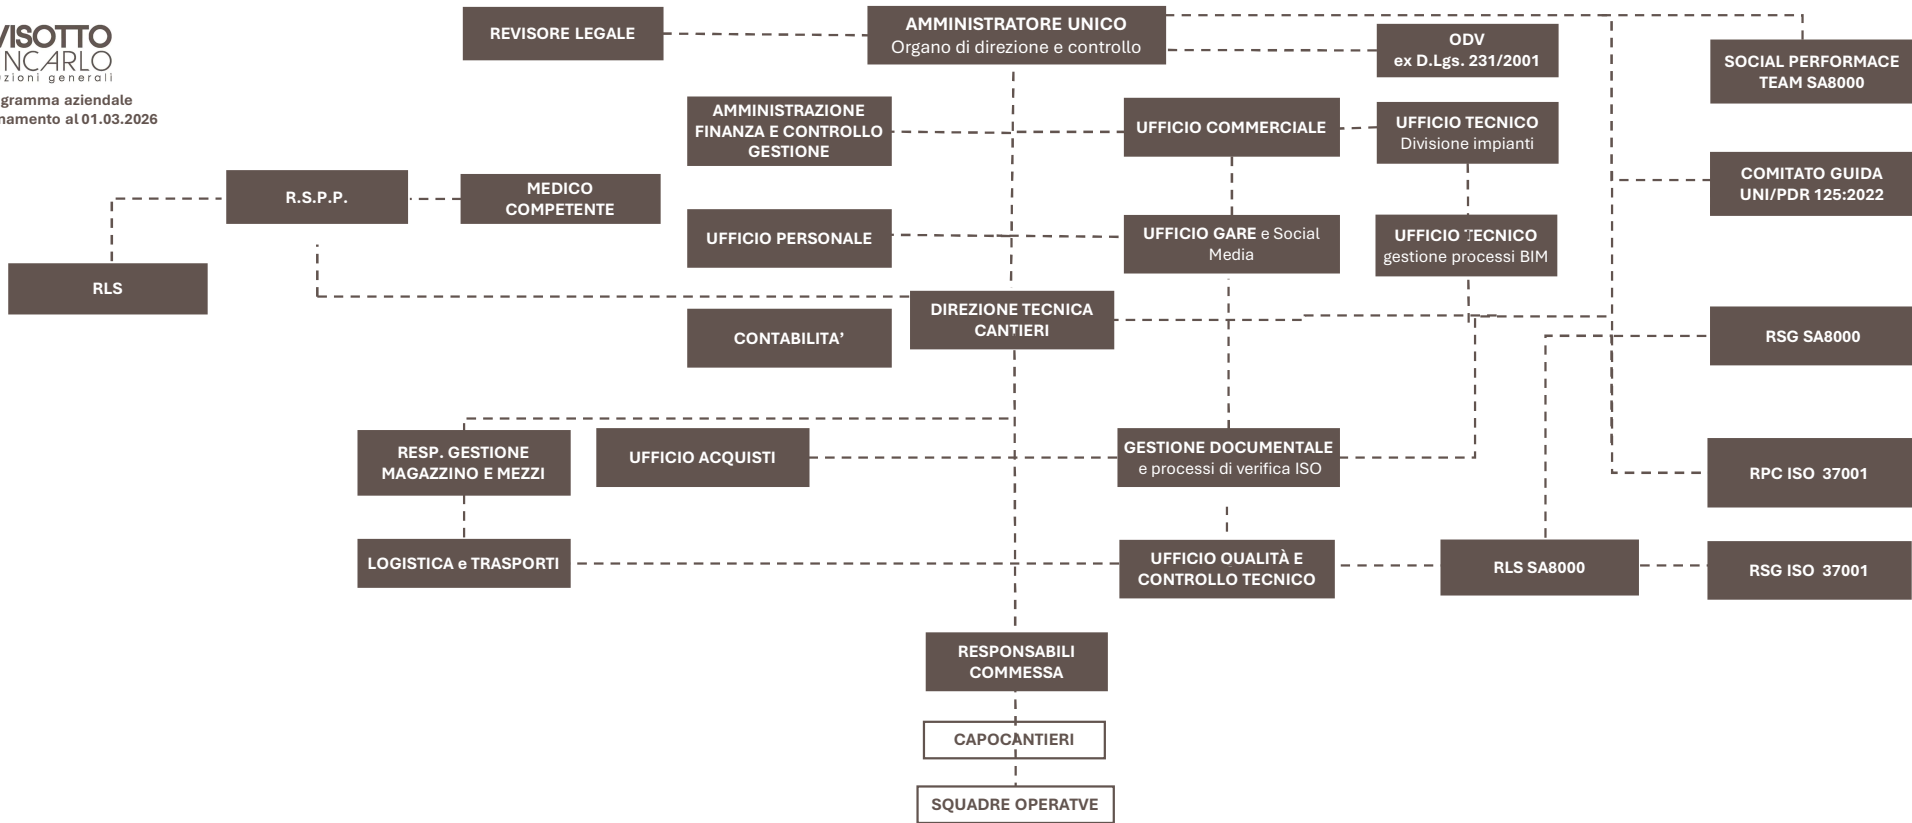 REVISORE LEGALE
AMMINISTRATORE UNICO
Organo di direzione e controllo
ODV
ex D.Lgs. 231/2001
SOCIAL PERFORMACE
TEAM SA8000
VISOTTO
NCARLO
zioni generali
gramma aziendale
namento al 01.03.2026
AMMINISTRAZIONE
FINANZA E CONTROLLO
GESTIONE
UFFICIO COMMERCIALE
UFFICIO TECNICO
Divisione impianti
COMITATO GUIDA
UNI/PDR 125:2022
R.S.P.P.
MEDICO
COMPETENTE
UFFICIO PERSONALE
UFFICIO GARE e Social
Media
UFFICIO TECNICO
gestione processi BIM
RLS
DIREZIONE TECNICA
CANTIERI
CONTABILITA’
RSG SA8000
RESP. GESTIONE
MAGAZZINO E MEZZI
UFFICIO ACQUISTI
GESTIONE DOCUMENTALE
e processi di verifica ISO
RPC ISO 37001
LOGISTICA e TRASPORTI
UFFICIO QUALITÀ E
CONTROLLO TECNICO
RLS SA8000
RSG ISO 37001
RESPONSABILI
COMMESSA
CAPOCANTIERI
SQUADRE OPERATVE